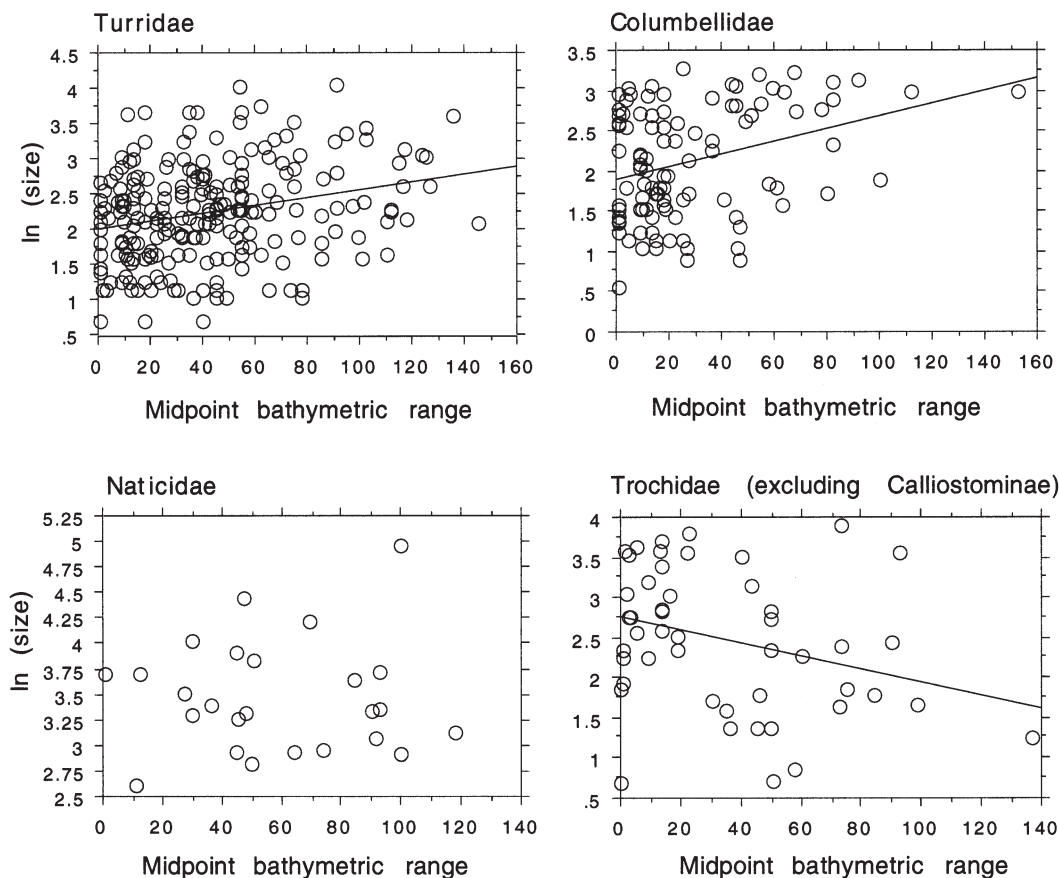 Turridae
ln (size)
4.5
4
3.5
3
2.5
2
1.5
1
.5
0 20 40 60 80 100 120 140 160
Midpoint bathymetric range
Columbellidae
3.5
3
2.5
2
1.5
1
.5
0
0 20 40 60 80 100 120 140 160
Midpoint bathymetric range
Naticidae
ln (size)
5.25
5
4.75
4.5
4.25
4
3.75
3.5
3.25
3
2.75
2.5
0 20 40 60 80 100 120 140
Midpoint bathymetric range
Trochidae (excluding Calliostominae)
4
3.5
3
2.5
2
1.5
1
.5
0 20 40 60 80 100 120 140
Midpoint bathymetric range